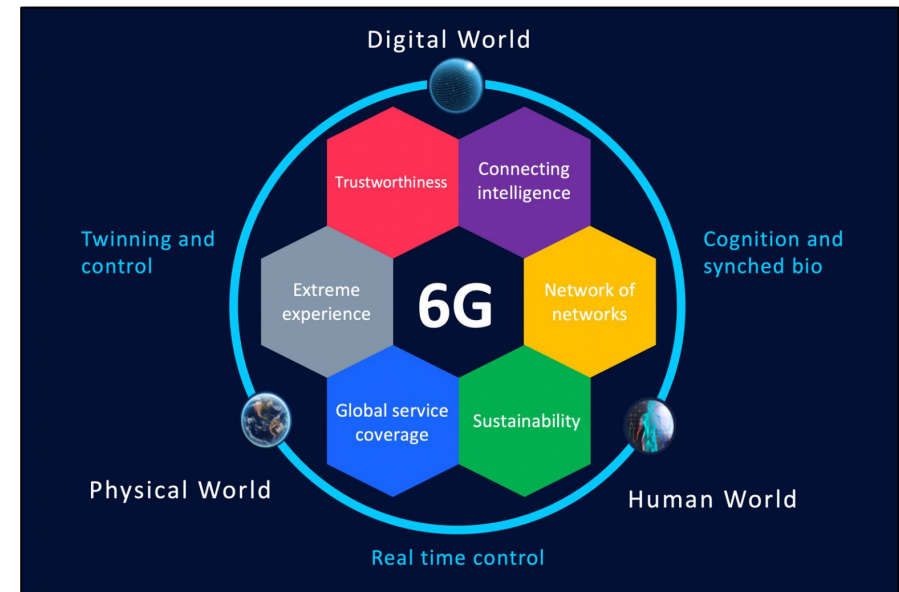 Digital World
Trustworthiness
Connecting
intelligence
Twinning and
control
Cognition and
synched bio
Extreme
experience
6G
Network of
networks
Global service
coverage
Sustainability
Physical World
Human World
Real time control